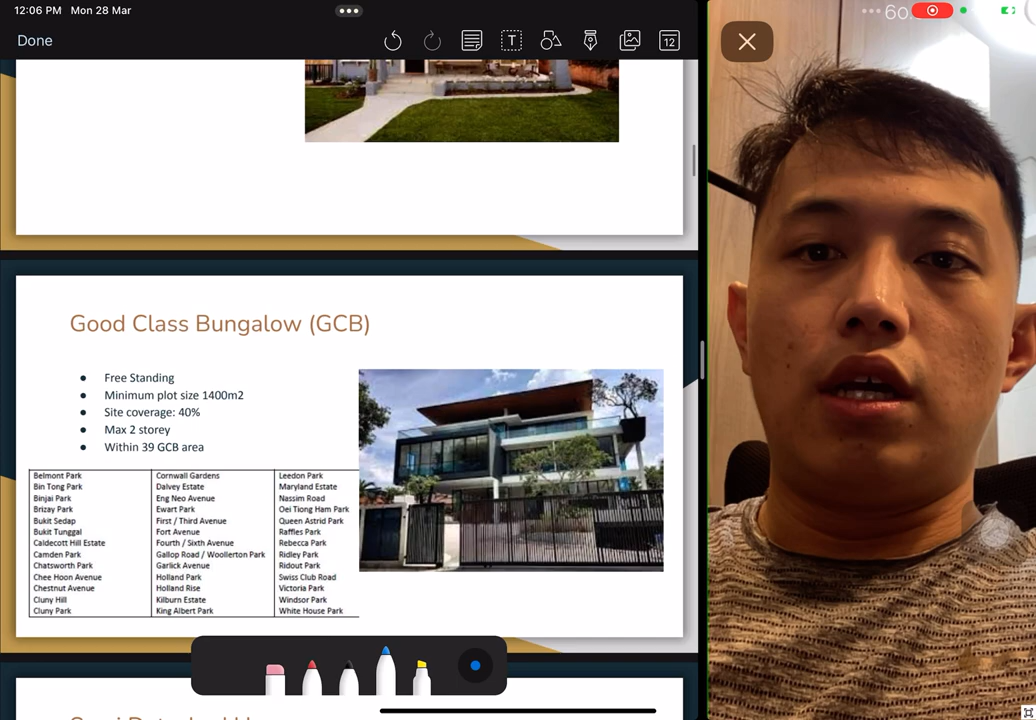 12:06 PM Mon 28 Mar
Done
12
Good Class Bungalow (GCB)
• Free Standing
• Minimum plot size 1400m2
• Site coverage: 40%
• Max 2 storey
• Within 39 GCB area
Belmont Park Cornwall Gardens Leedon Park
Bin Tong Park Dalvey Estate Maryland Estate
Binjai Park Eng Neo Avenue Nassim Road
Brizay Park Ewart Park Oei Tiong Ham Park
Bukit Sedap First / Third Avenue Queen Astrid Park
Bukit Tunggal Fort Avenue Raffles Park
Caldecott Hill Estate Fourth / Sixth Avenue Rebecca Park
Camden Park Gallop Road / Woollerton Park Ridley Park
Chatsworth Park Garlick Avenue Ridout Park
Chee Hoon Avenue Holland Park Swiss Club Road
Chestnut Avenue Holland Rise Victoria Park
Cluny Hill Kilburn Estate Windsor Park
Cluny Park King Albert Park White House Park